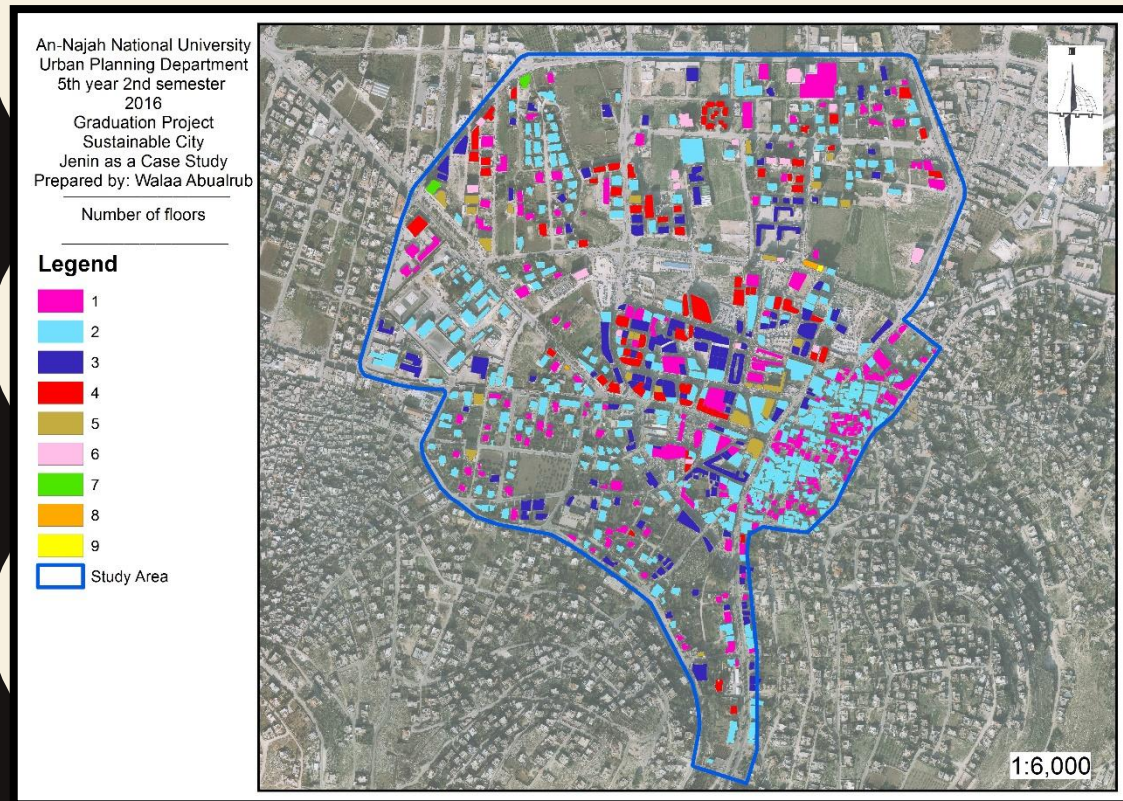 An-Najah National University
Urban Planning Department
5th year 2nd semester
2016
Graduation Project
Sustainable City
Jenin as a Case Study
Prepared by: Walaa Abualrub
Number of floors
Legend
1
2
3
4
5
6
7
8
9
Study Area
1:6,000